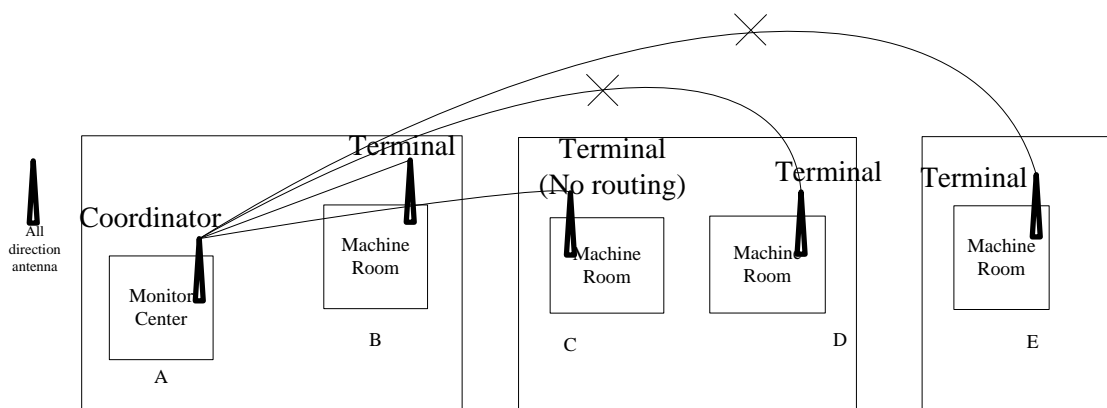 Terminal
Terminal
(No routing)
Terminal
Terminal
Coordinator
All
direction
antenna
Monitor
Center
Machine
Room
Machine
Room
Machine
Room
Machine
Room
A
B
C
D
E